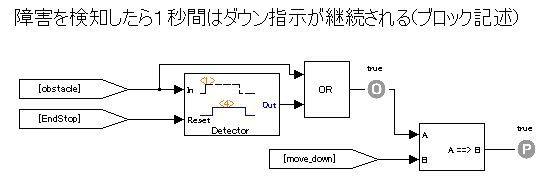 障害を検知したら1秒間はダウン指示が継続される(ブロック記述)
true
[obstacle]
<1>
In
OR
O
<4>
Out
[EndStop]
Reset
Detector
A
true
A ==> B
P
[move_down]
B